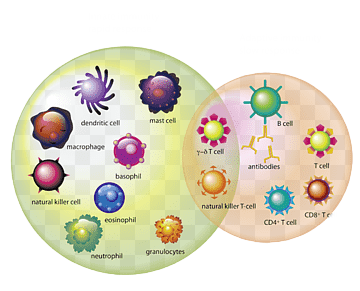 dendritic cell
mast cell
macrophage
basophil
natural killer cell
eosinophil
neutrophil
granulocytes
γ–δ T cell
natural killer T-cell
B cell
antibodies
T cell
CD4⁺ T cell
CD8⁺ T c